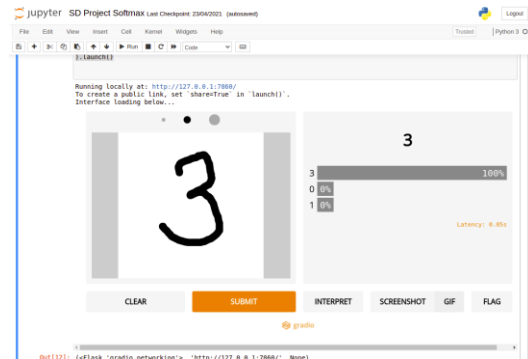 jupyter SD Project Softmax Last Checkpoint: 23/04/2021 (autosaved)
Logout
File Edit View Insert Cell Kernel Widgets Help
Trusted Python 3
Run Code
).launch()
Running locally at: http://127.0.0.1:7860/
To create a public link, set `share=True` in `launch()`.
Interface loading below...
3
3
3 100%
0 0%
1 0%
Latency: 0.05s
CLEAR SUBMIT INTERPRET SCREENSHOT GIF FLAG
gradio
Out[12]: (<Flask 'gradio.networking'>, 'http://127.0.0.1:7860/', None)